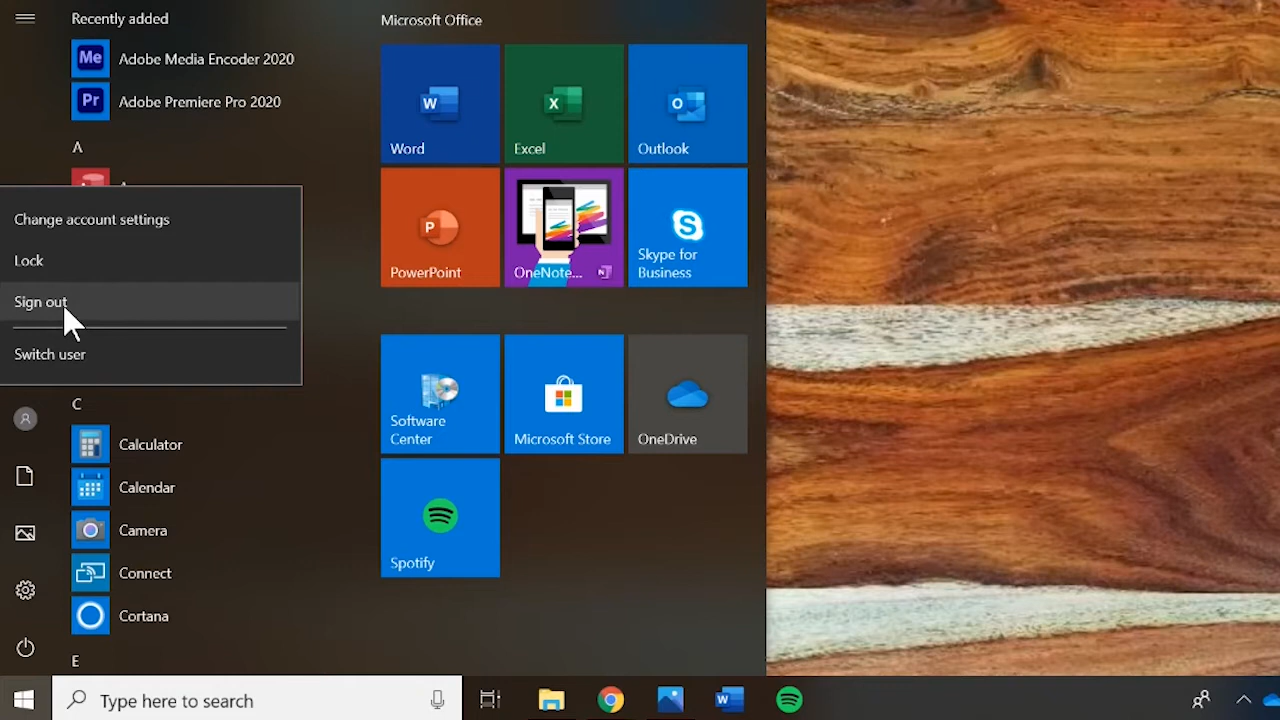 Recently added
Me
Adobe Media Encoder 2020
Pr
Adobe Premiere Pro 2020
A
Change account settings
Lock
Sign out
Switch user
C
Calculator
Calendar
Camera
Connect
Cortana
E
Microsoft Office
W
Word
X
Excel
O
Outlook
P
PowerPoint
OneNote...
N
S
Skype for
Business
Software
Center
Microsoft Store
OneDrive
Spotify
Type here to search
W